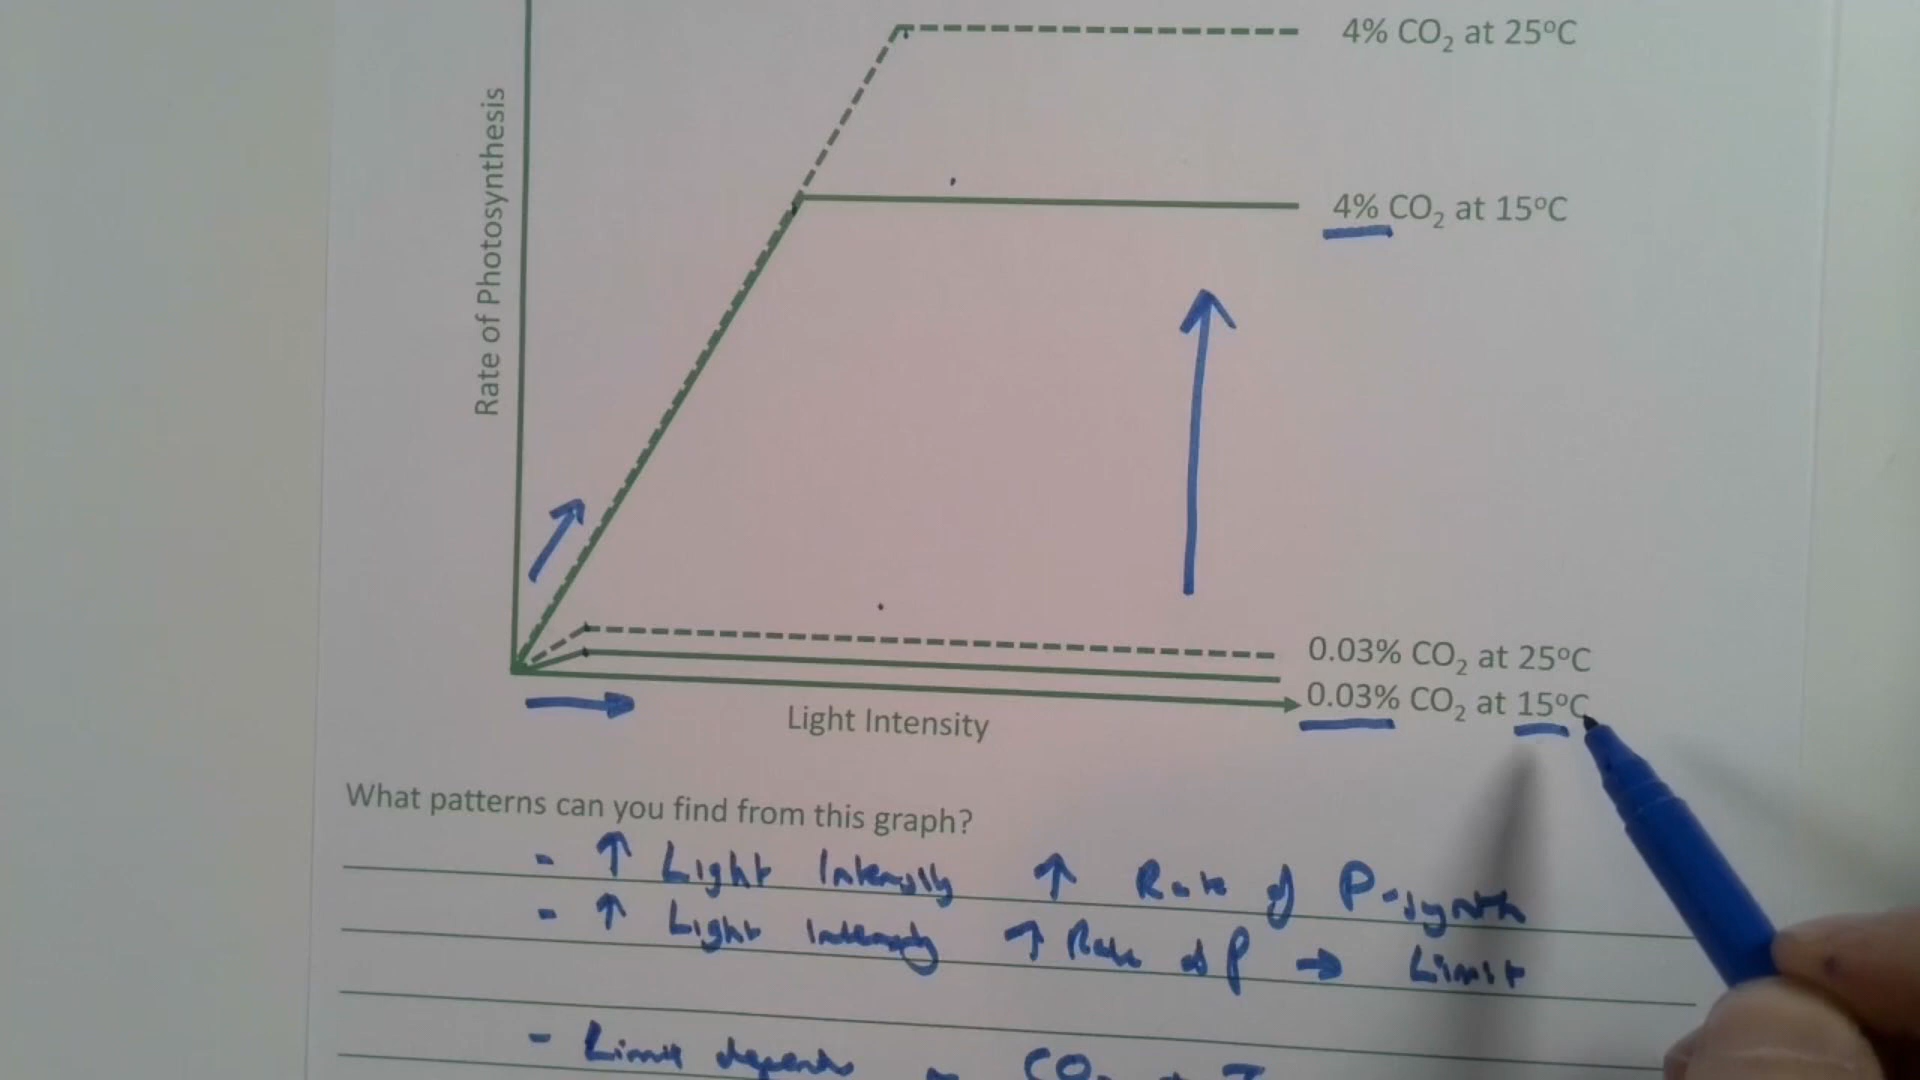 4% CO₂ at 25°C
Rate of Photosynthesis
4% CO₂ at 15°C
0.03% CO₂ at 25°C
0.03% CO₂ at 15°C
Light Intensity
What patterns can you find from this graph?
- ↑ Light Intensity ↑ Rate of P-synth
- ↑ Light Intensity ↑ Rate of P → Limit
- Limit depends CO₂